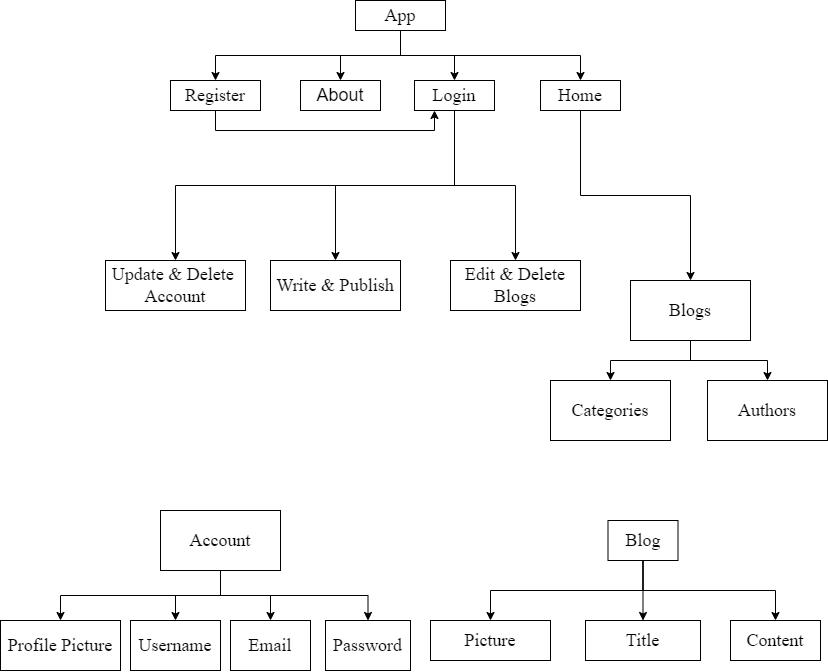 App
Register
About
Login
Home
Update & Delete
Account
Write & Publish
Edit & Delete
Blogs
Blogs
Categories
Authors
Account
Blog
Profile Picture
Username
Email
Password
Picture
Title
Content